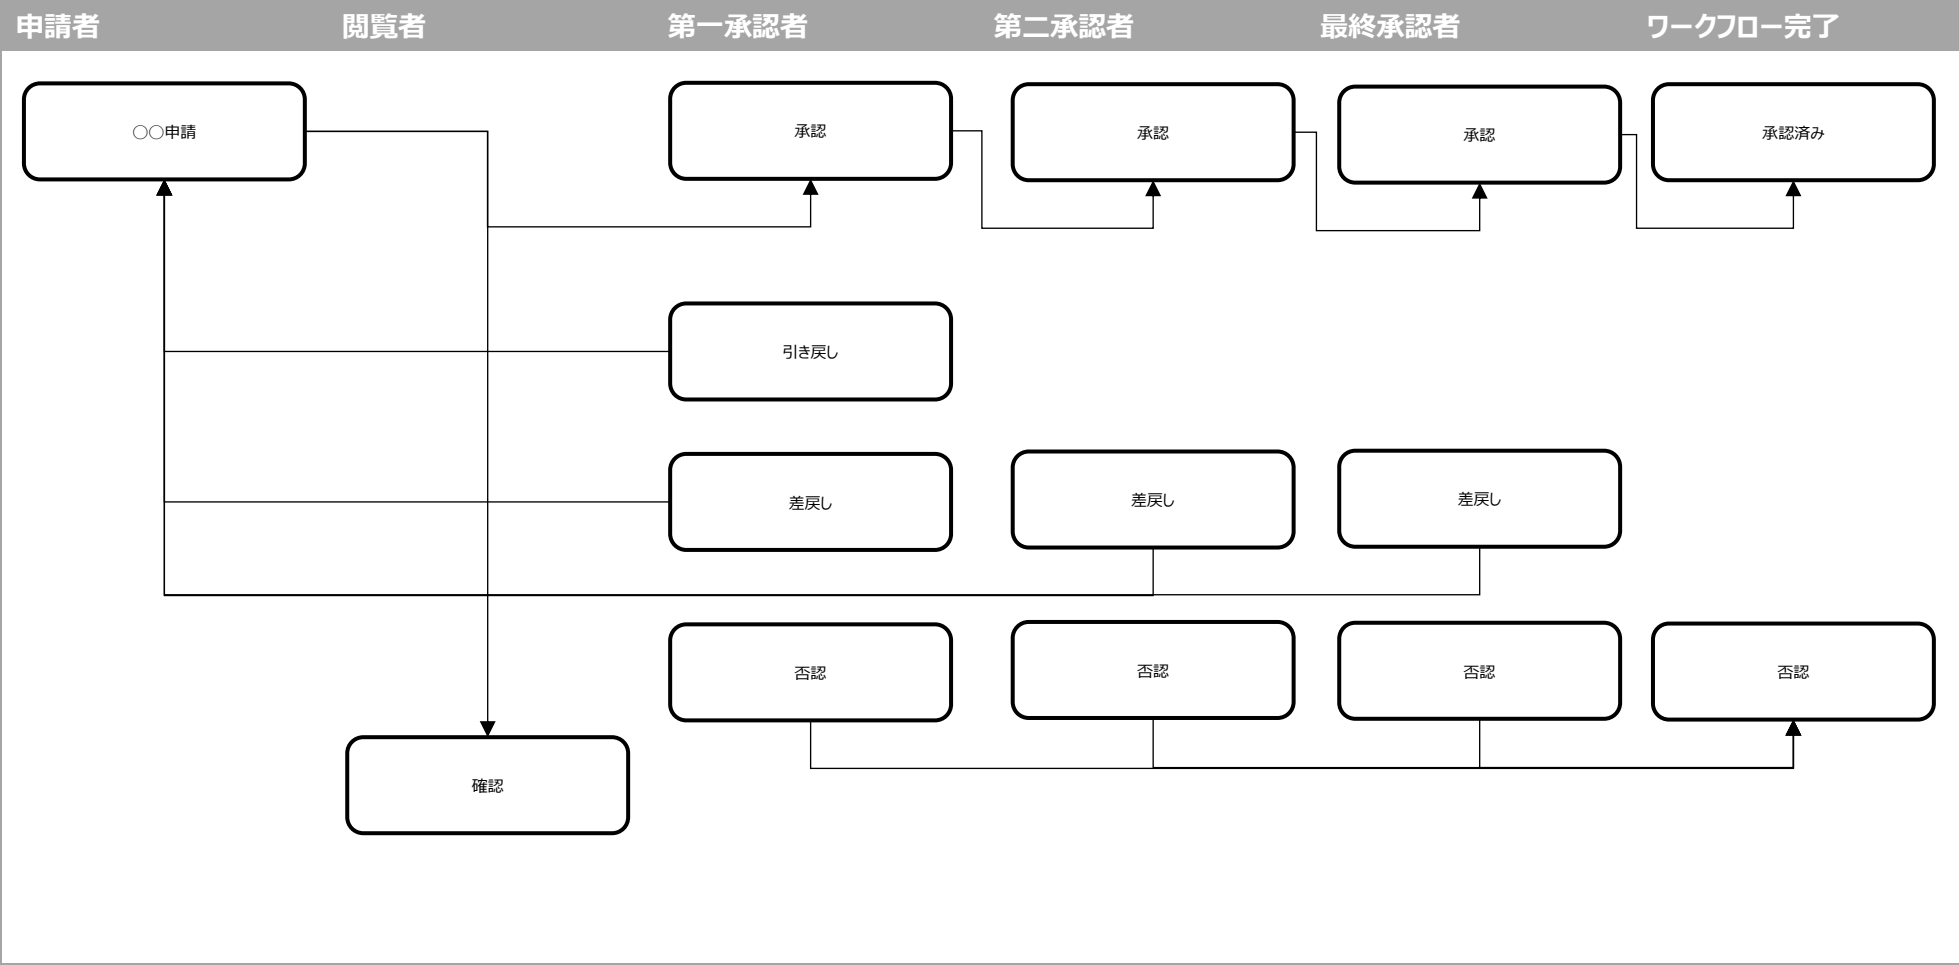 申請者
閲覧者
第一承認者
第二承認者
最終承認者
ワークフロー完了
〇〇申請
承認
承認
承認
承認済み
引き戻し
差戻し
差戻し
差戻し
否認
否認
否認
否認
確認